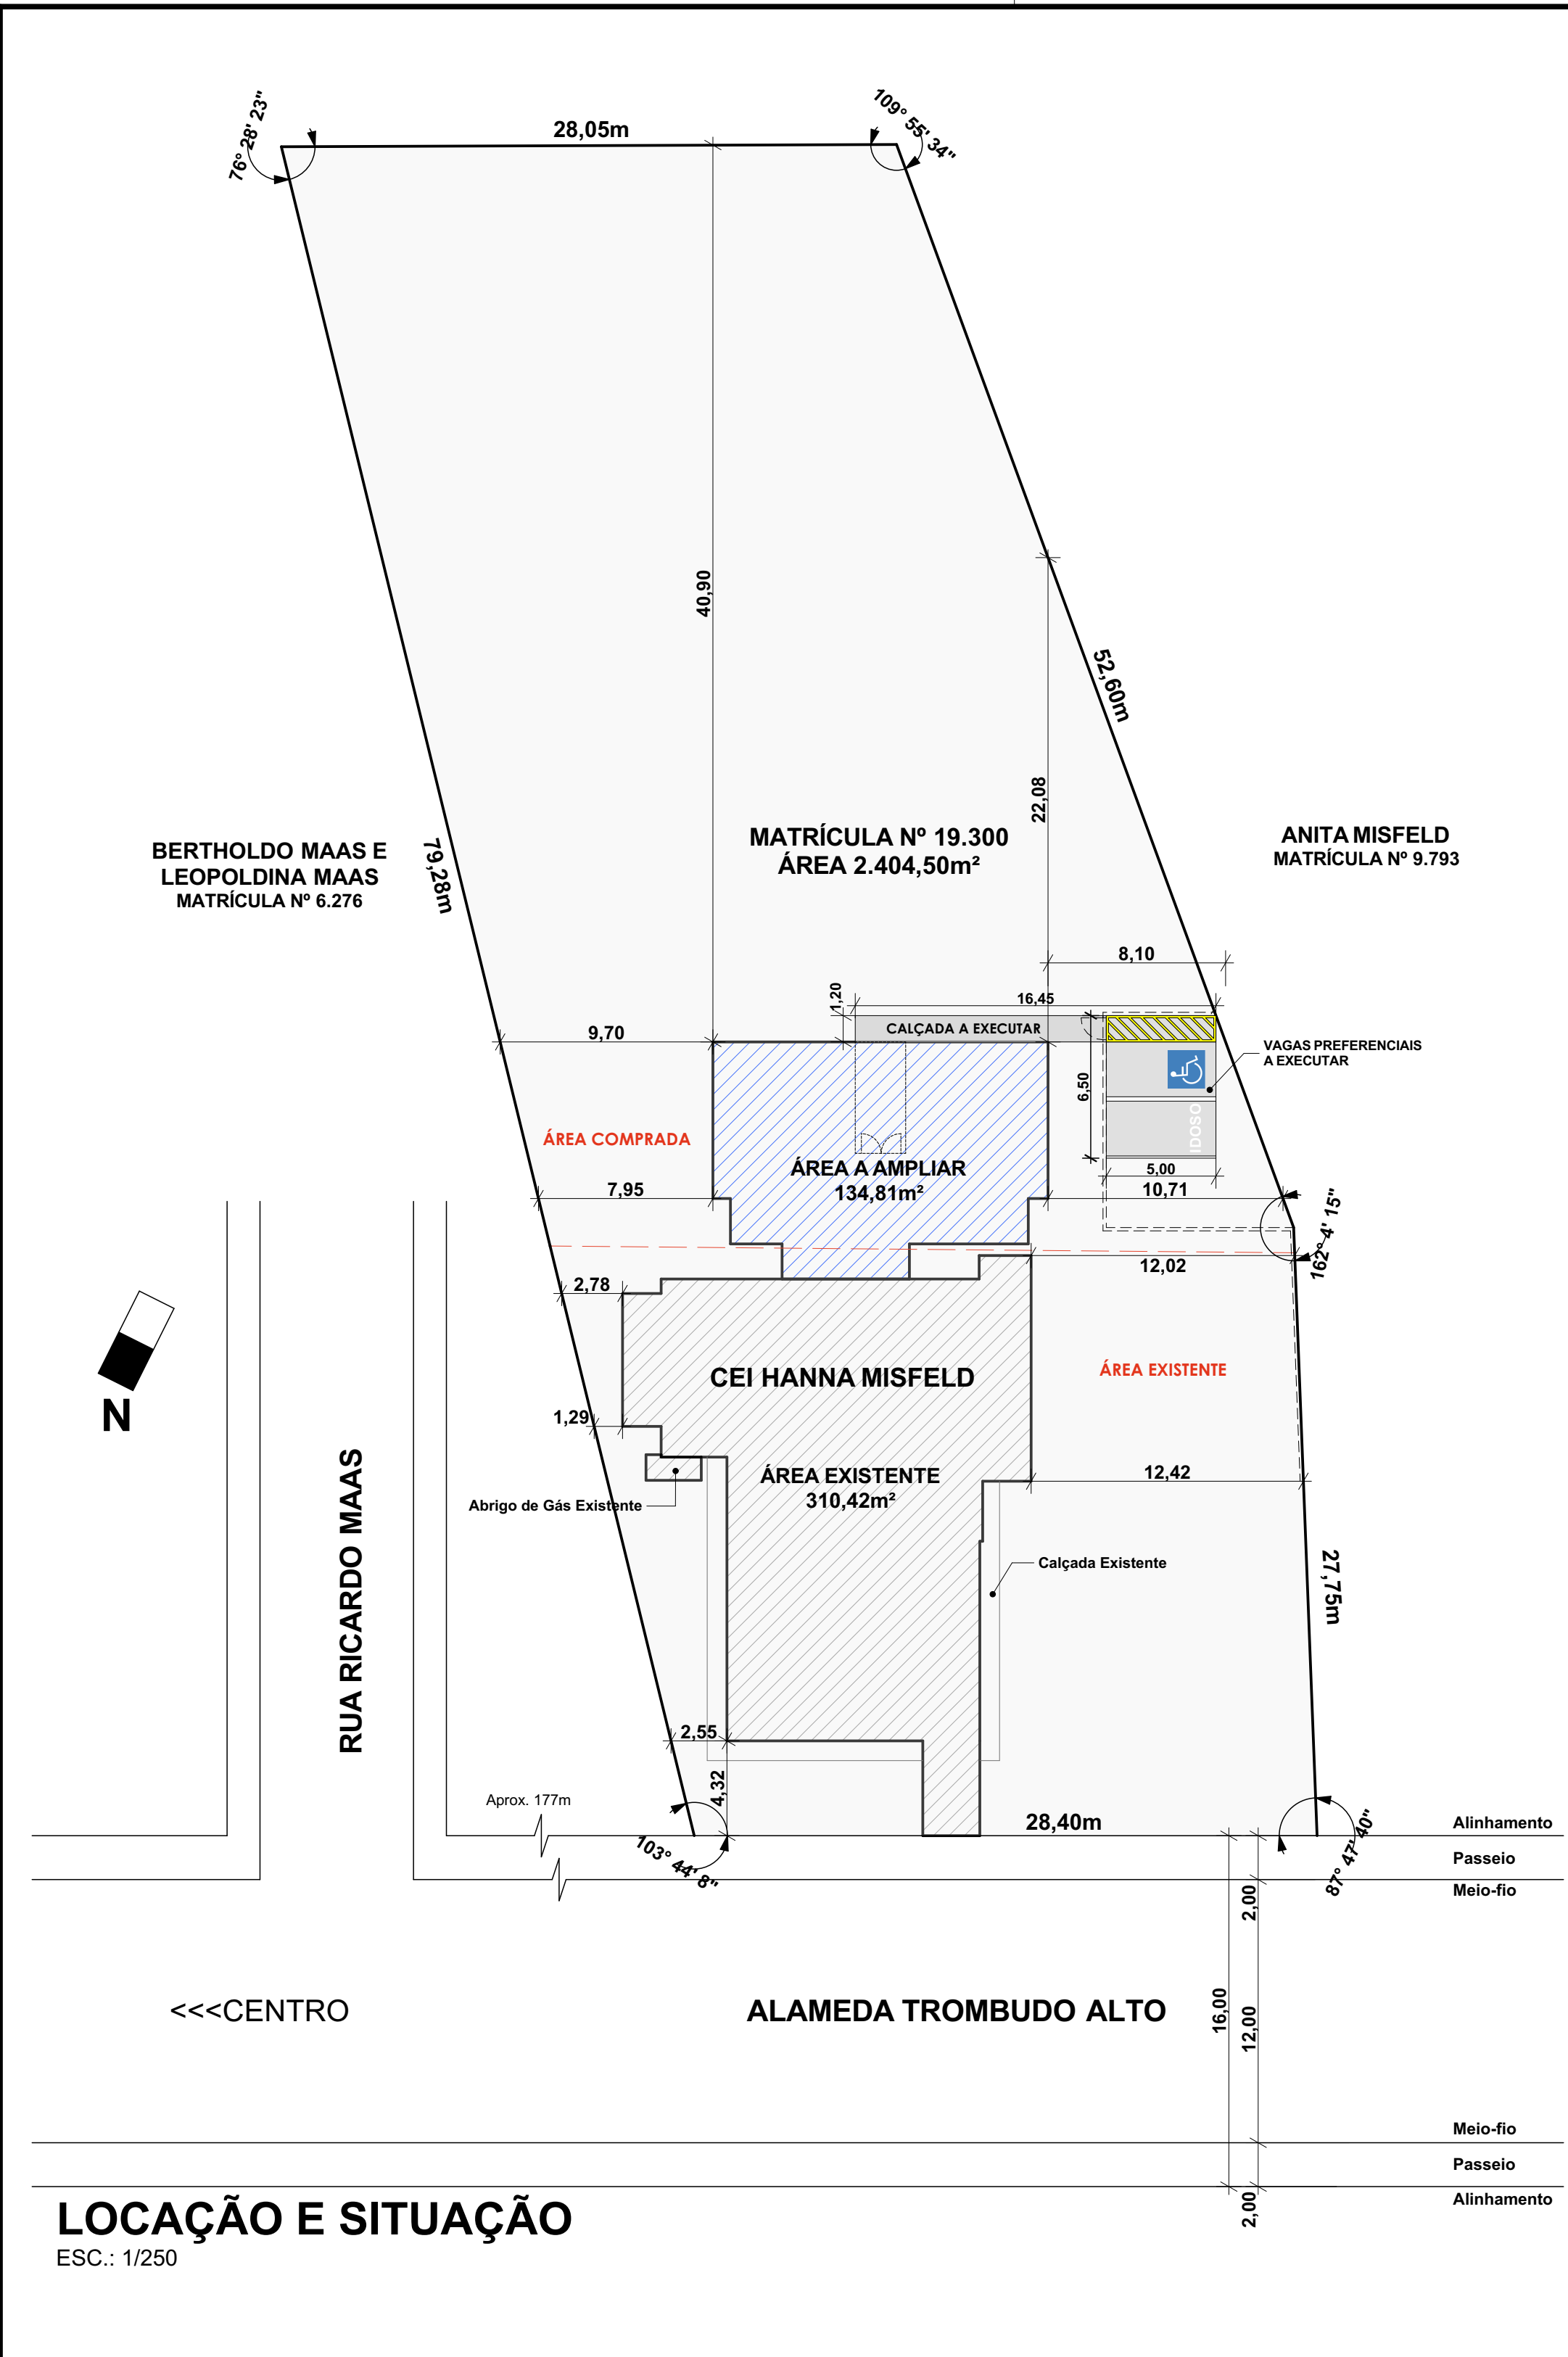 76° 28' 23"
28,05m
109° 55' 34"
40,90
52,60m
22,08
BERTHOLDO MAAS E
LEOPOLDINA MAAS
MATRÍCULA Nº 6.276
79,28m
MATRÍCULA Nº 19.300
ÁREA 2.404,50m²
ANITA MISFELD
MATRÍCULA Nº 9.793
8,10
1,20
16,45
9,70
CALÇADA A EXECUTAR
VAGAS PREFERENCIAIS
A EXECUTAR
6,50
IDOSO
ÁREA COMPRADA
ÁREA A AMPLIAR
134,81m²
5,00
7,95
10,71
162° 4' 15"
12,02
2,78
CEI HANNA MISFELD
ÁREA EXISTENTE
N
1,29
12,42
ÁREA EXISTENTE
310,42m²
Abrigo de Gás Existente
RUA RICARDO MAAS
Calçada Existente
27,75m
2,55
4,32
Aprox. 177m
28,40m
103° 44' 8"
87° 47' 40"
Alinhamento
Passeio
Meio-fio
2,00
<<<CENTRO
ALAMEDA TROMBUDO ALTO
16,00
12,00
Meio-fio
Passeio
Alinhamento
2,00
LOCAÇÃO E SITUAÇÃO
ESC.: 1/250